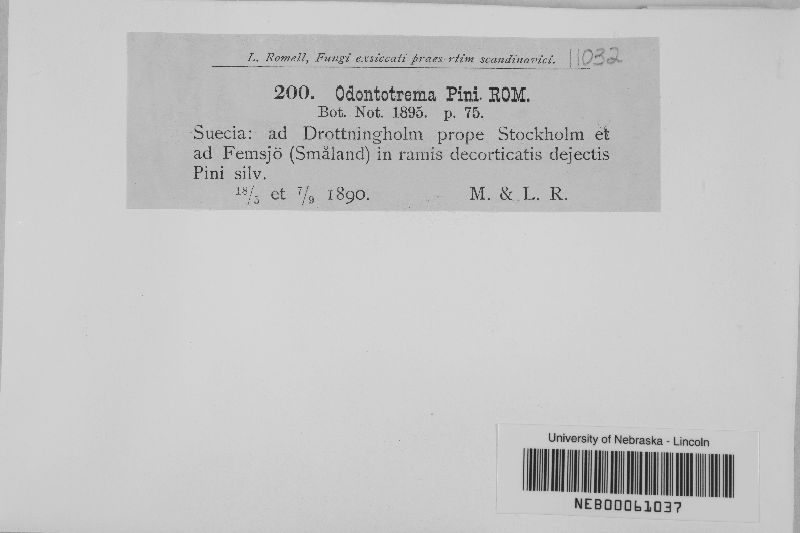 L. Romell, Fungi exsiccati praes rtim scandinavici. 11032
200. Odontotrema Pini. ROM.
Bot. Not. 1895. p. 75.
Suecia: ad Drottningholm prope Stockholm et
ad Femsjö (Småland) in ramis decorticatis dejectis
Pini silv.
18/5 et 7/9 1890. M. & L. R.
University of Nebraska - Lincoln
NEB00061037